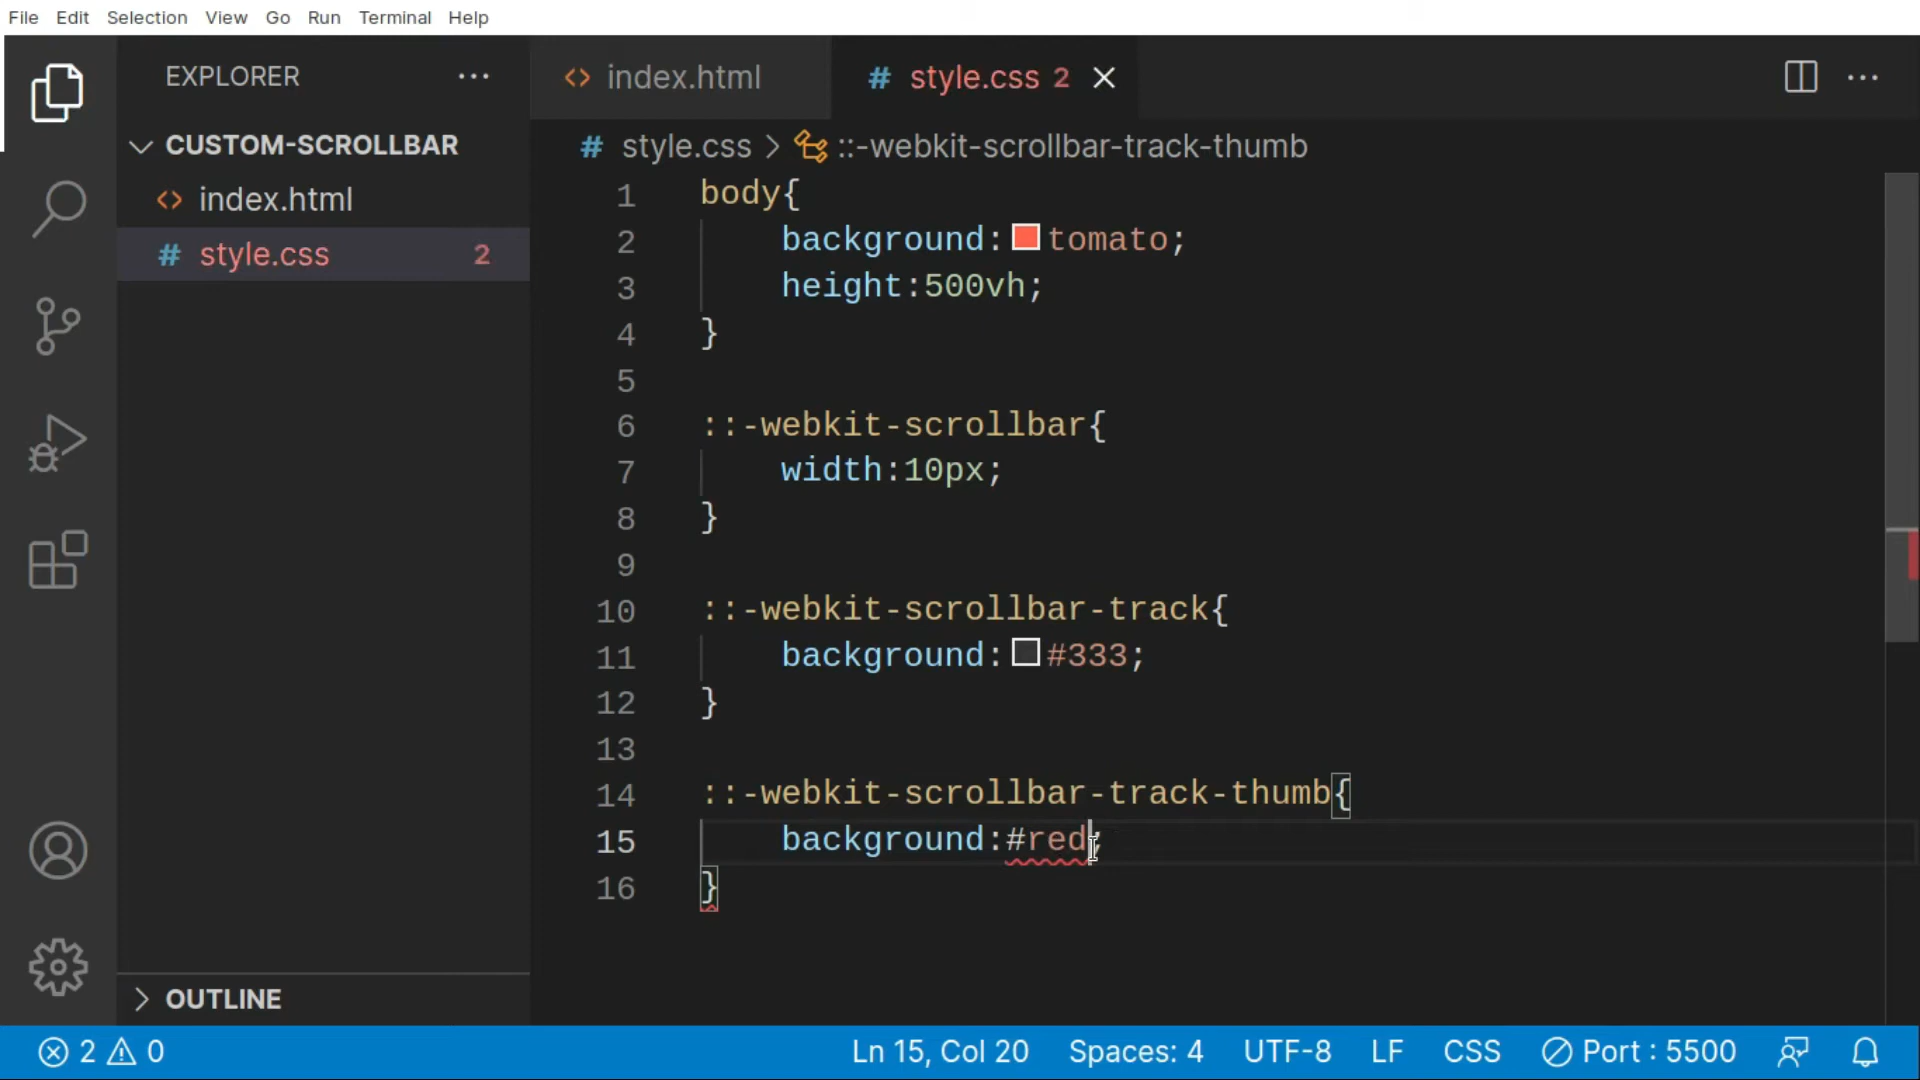 File Edit Selection View Go Run Terminal Help
EXPLORER ...
CUSTOM-SCROLLBAR
<> index.html
# style.css 2
OUTLINE
<> index.html # style.css 2
# style.css > ::-webkit-scrollbar-track-thumb
1 body{
2 background: tomato;
3 height:500vh;
4 }
5
6 ::-webkit-scrollbar{
7 width:10px;
8 }
9
10 ::-webkit-scrollbar-track{
11 background: #333;
12 }
13
14 ::-webkit-scrollbar-track-thumb{
15 background:#red;
16 }
2 0 Ln 15, Col 20 Spaces: 4 UTF-8 LF CSS Port : 5500